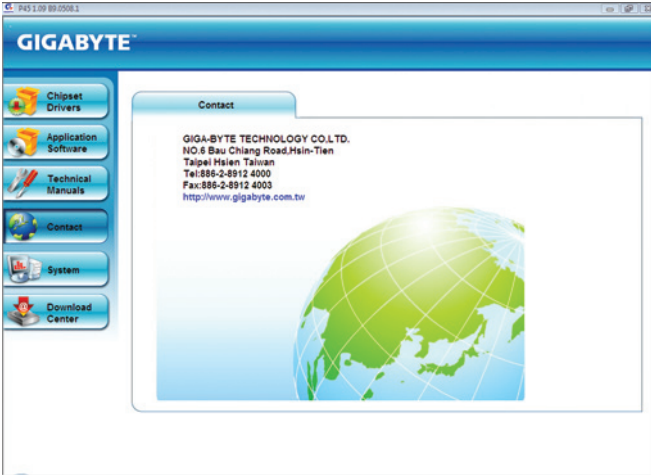 P45 1.09 B9.0508.1
GIGABYTE™
Chipset
Drivers
Application
Software
Technical
Manuals
Contact
System
Download
Center
Contact
GIGA-BYTE TECHNOLOGY CO.LTD.
NO.6 Bau Chiang Road,Hsin-Tien
Taipei Hsien Taiwan
Tel:886-2-8912 4000
Fax:886-2-8912 4003
http://www.gigabyte.com.tw